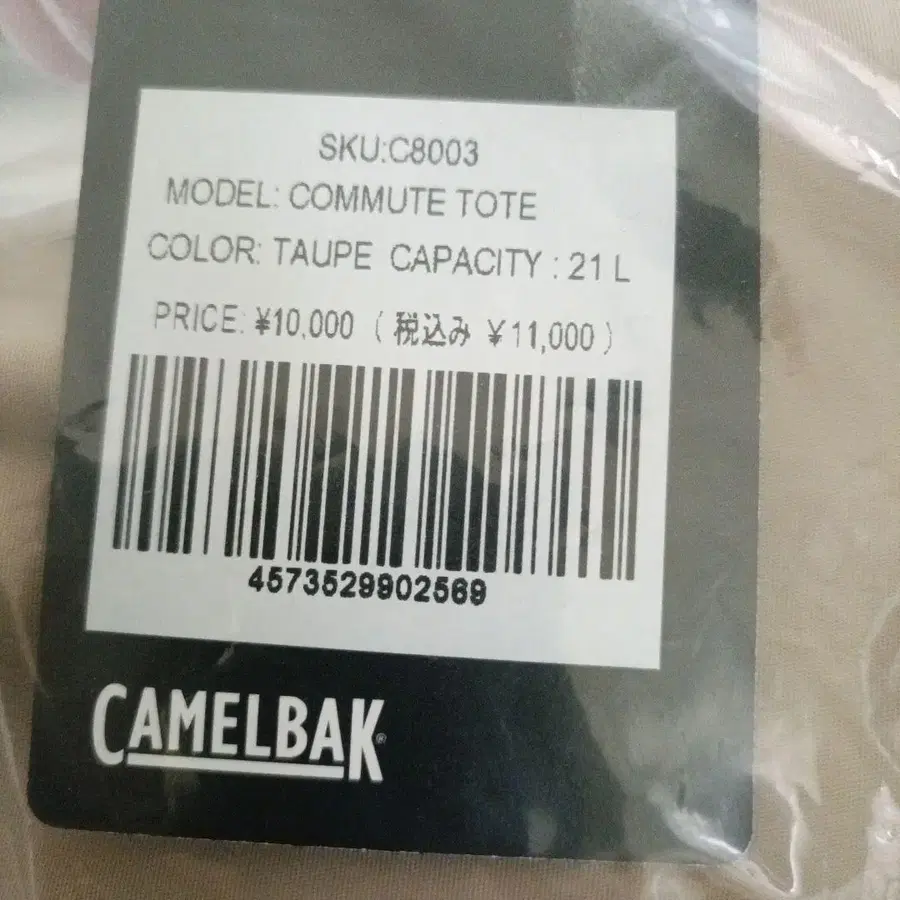 SKU:C8003
MODEL: COMMUTE TOTE
COLOR: TAUPE CAPACITY : 21 L
PRICE: ¥10,000 ( 税込み ¥11,000 )
4573529902569
CAMELBAK®